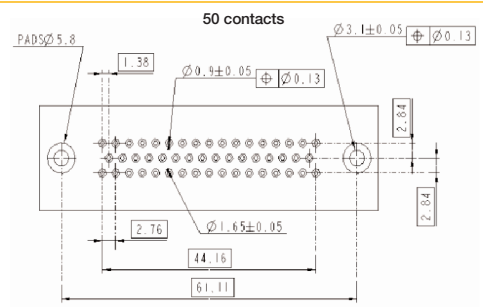 50 contacts
PADSØ5.8
Ø3.1±0.05 ⌖ Ø0.13
1.38
Ø0.9±0.05 ⌖ Ø0.13
2.84
2.84
2.76
Ø1.65±0.05
44.16
61.11